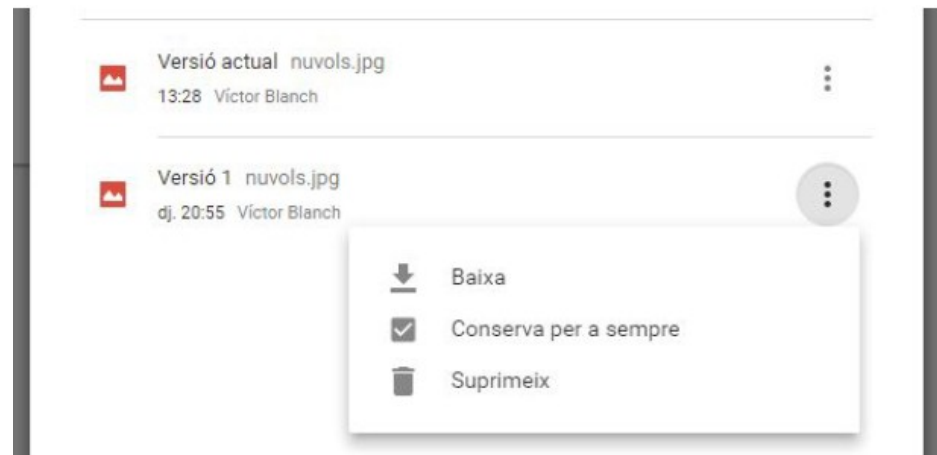 Versió actual nuvols.jpg
13:28 Víctor Blanch
Versió 1 nuvols.jpg
dj. 20:55 Víctor Blanch
Baixa
Conserva per a sempre
Suprimeix